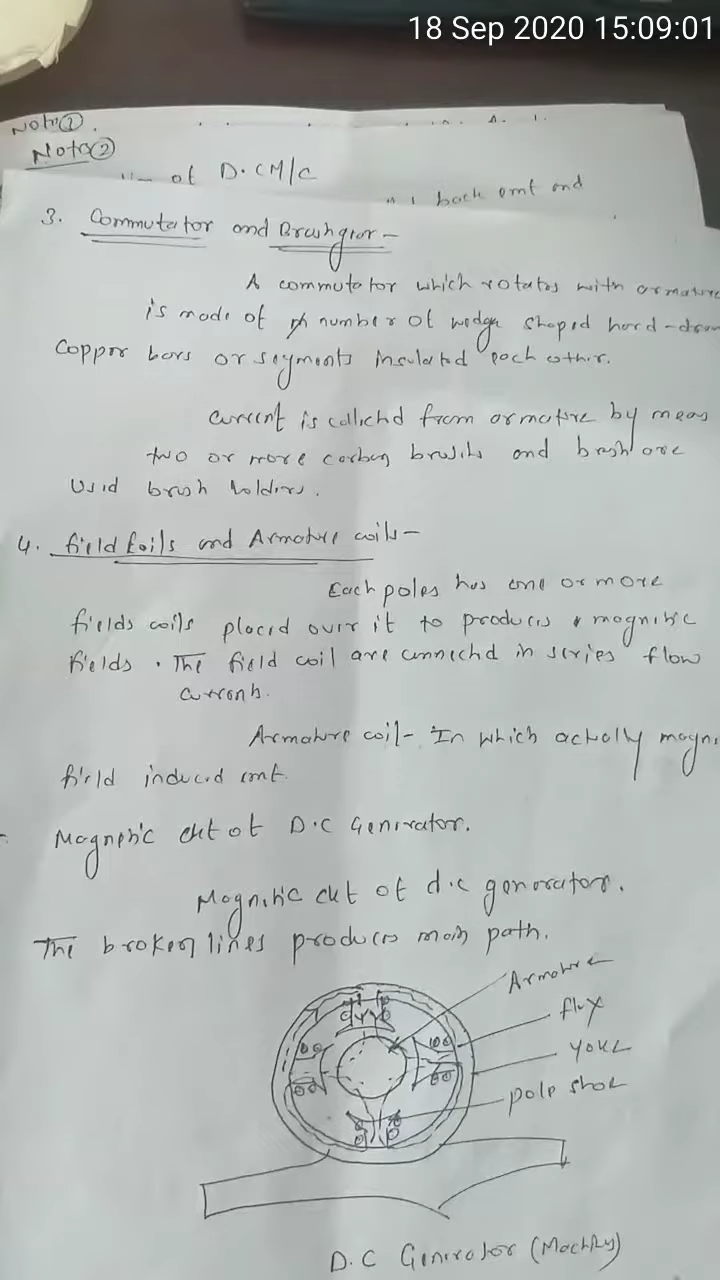 18 Sep 2020 15:09:01
Note①.
Note②
of D.C M/C
back emf and
3. Commutator and Brushgear -
A commutator which rotates with armature
is made of number of wedge shaped hard-draw
Copper bars or segments insulated each other.
Current is collected from armature by meas
two or more carbon brushs and brush are
Used brush holders.
4. field Coils and Armature coils -
Each poles has one or more
fields coils placed over it to produces magnitic
fields. The field coil are connected in series flow
currents.
Armature coil - In which actually magn
field induced emf.
Magnetic ckt of D.C Generator.
Magnetic ckt of d.c generator.
The broken lines produces main path.
Armature
flux
yoke
pole shoe
D.C Generator